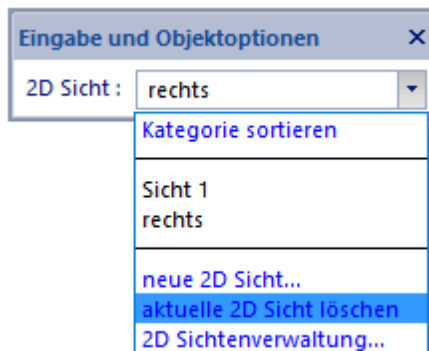 Eingabe und Objektoptionen
2D Sicht : rechts
Kategorie sortieren
Sicht 1
rechts
neue 2D Sicht...
aktuelle 2D Sicht löschen
2D Sichtenverwaltung...